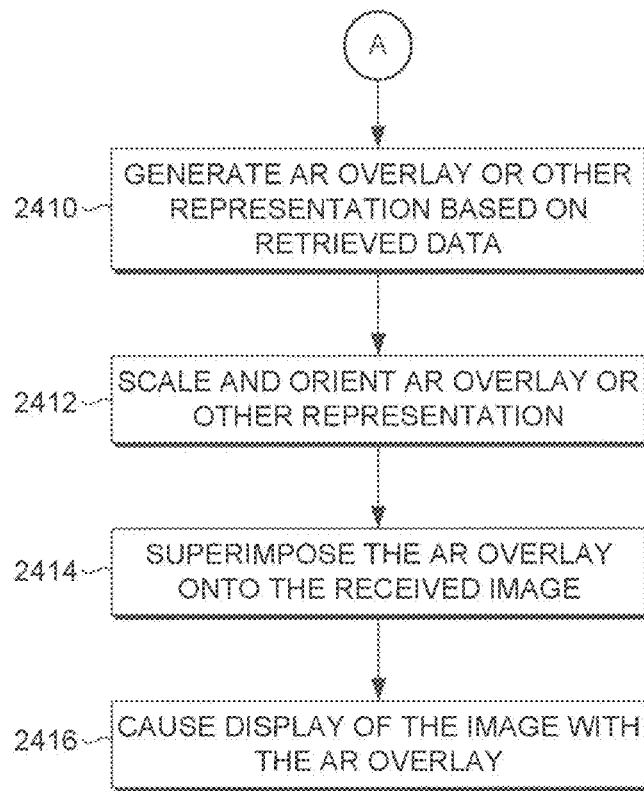 A
2410
GENERATE AR OVERLAY OR OTHER
REPRESENTATION BASED ON
RETRIEVED DATA
2412
SCALE AND ORIENT AR OVERLAY OR
OTHER REPRESENTATION
2414
SUPERIMPOSE THE AR OVERLAY
ONTO THE RECEIVED IMAGE
2416
CAUSE DISPLAY OF THE IMAGE WITH
THE AR OVERLAY